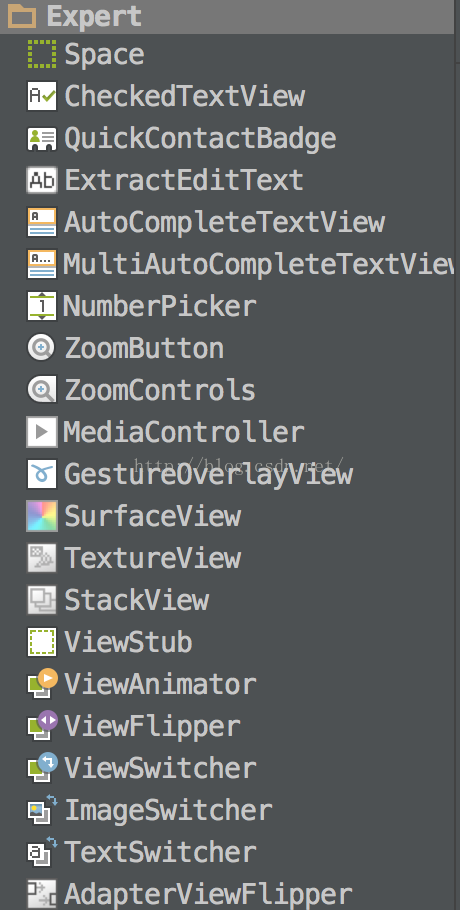 Expert
Space
CheckedTextView
QuickContactBadge
ExtractEditText
AutoCompleteTextView
MultiAutoCompleteTextView
NumberPicker
ZoomButton
ZoomControls
MediaController
http://blog.csdn.net/
GestureOverlayView
SurfaceView
TextureView
StackView
ViewStub
ViewAnimator
ViewFlipper
ViewSwitcher
ImageSwitcher
TextSwitcher
AdapterViewFlipper